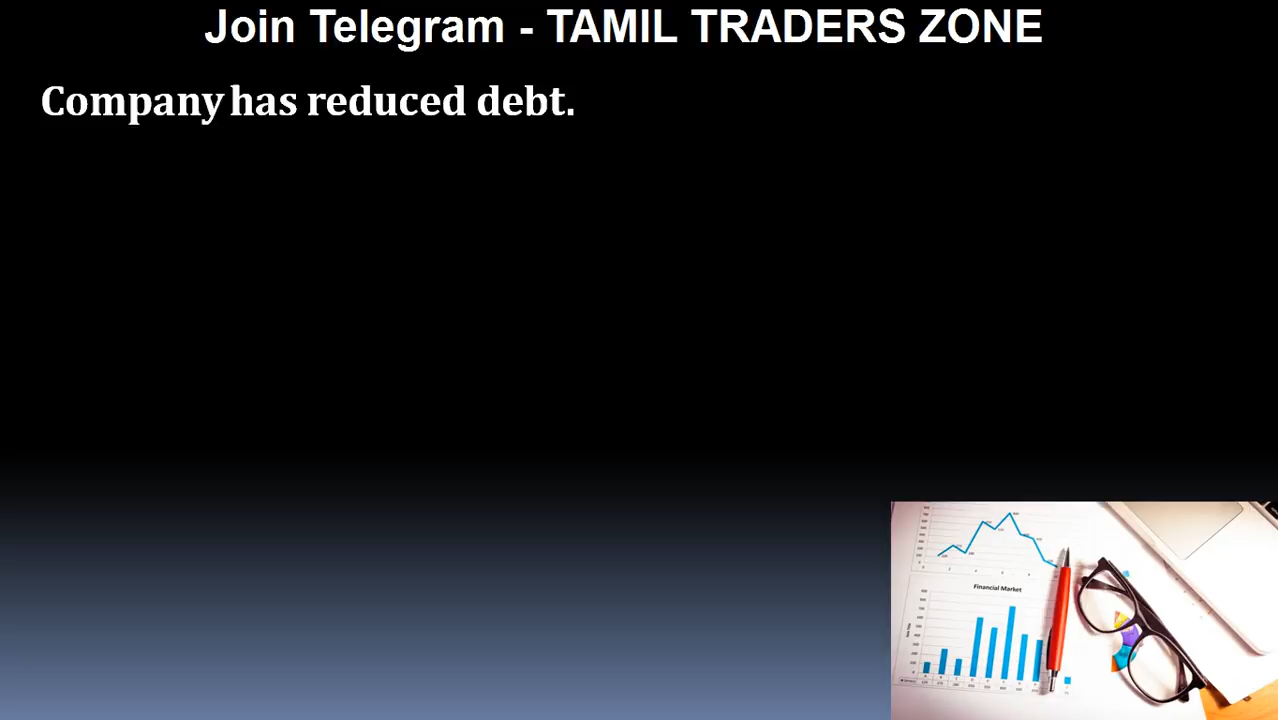 Join Telegram - TAMIL TRADERS ZONE
Company has reduced debt.
Financial Market